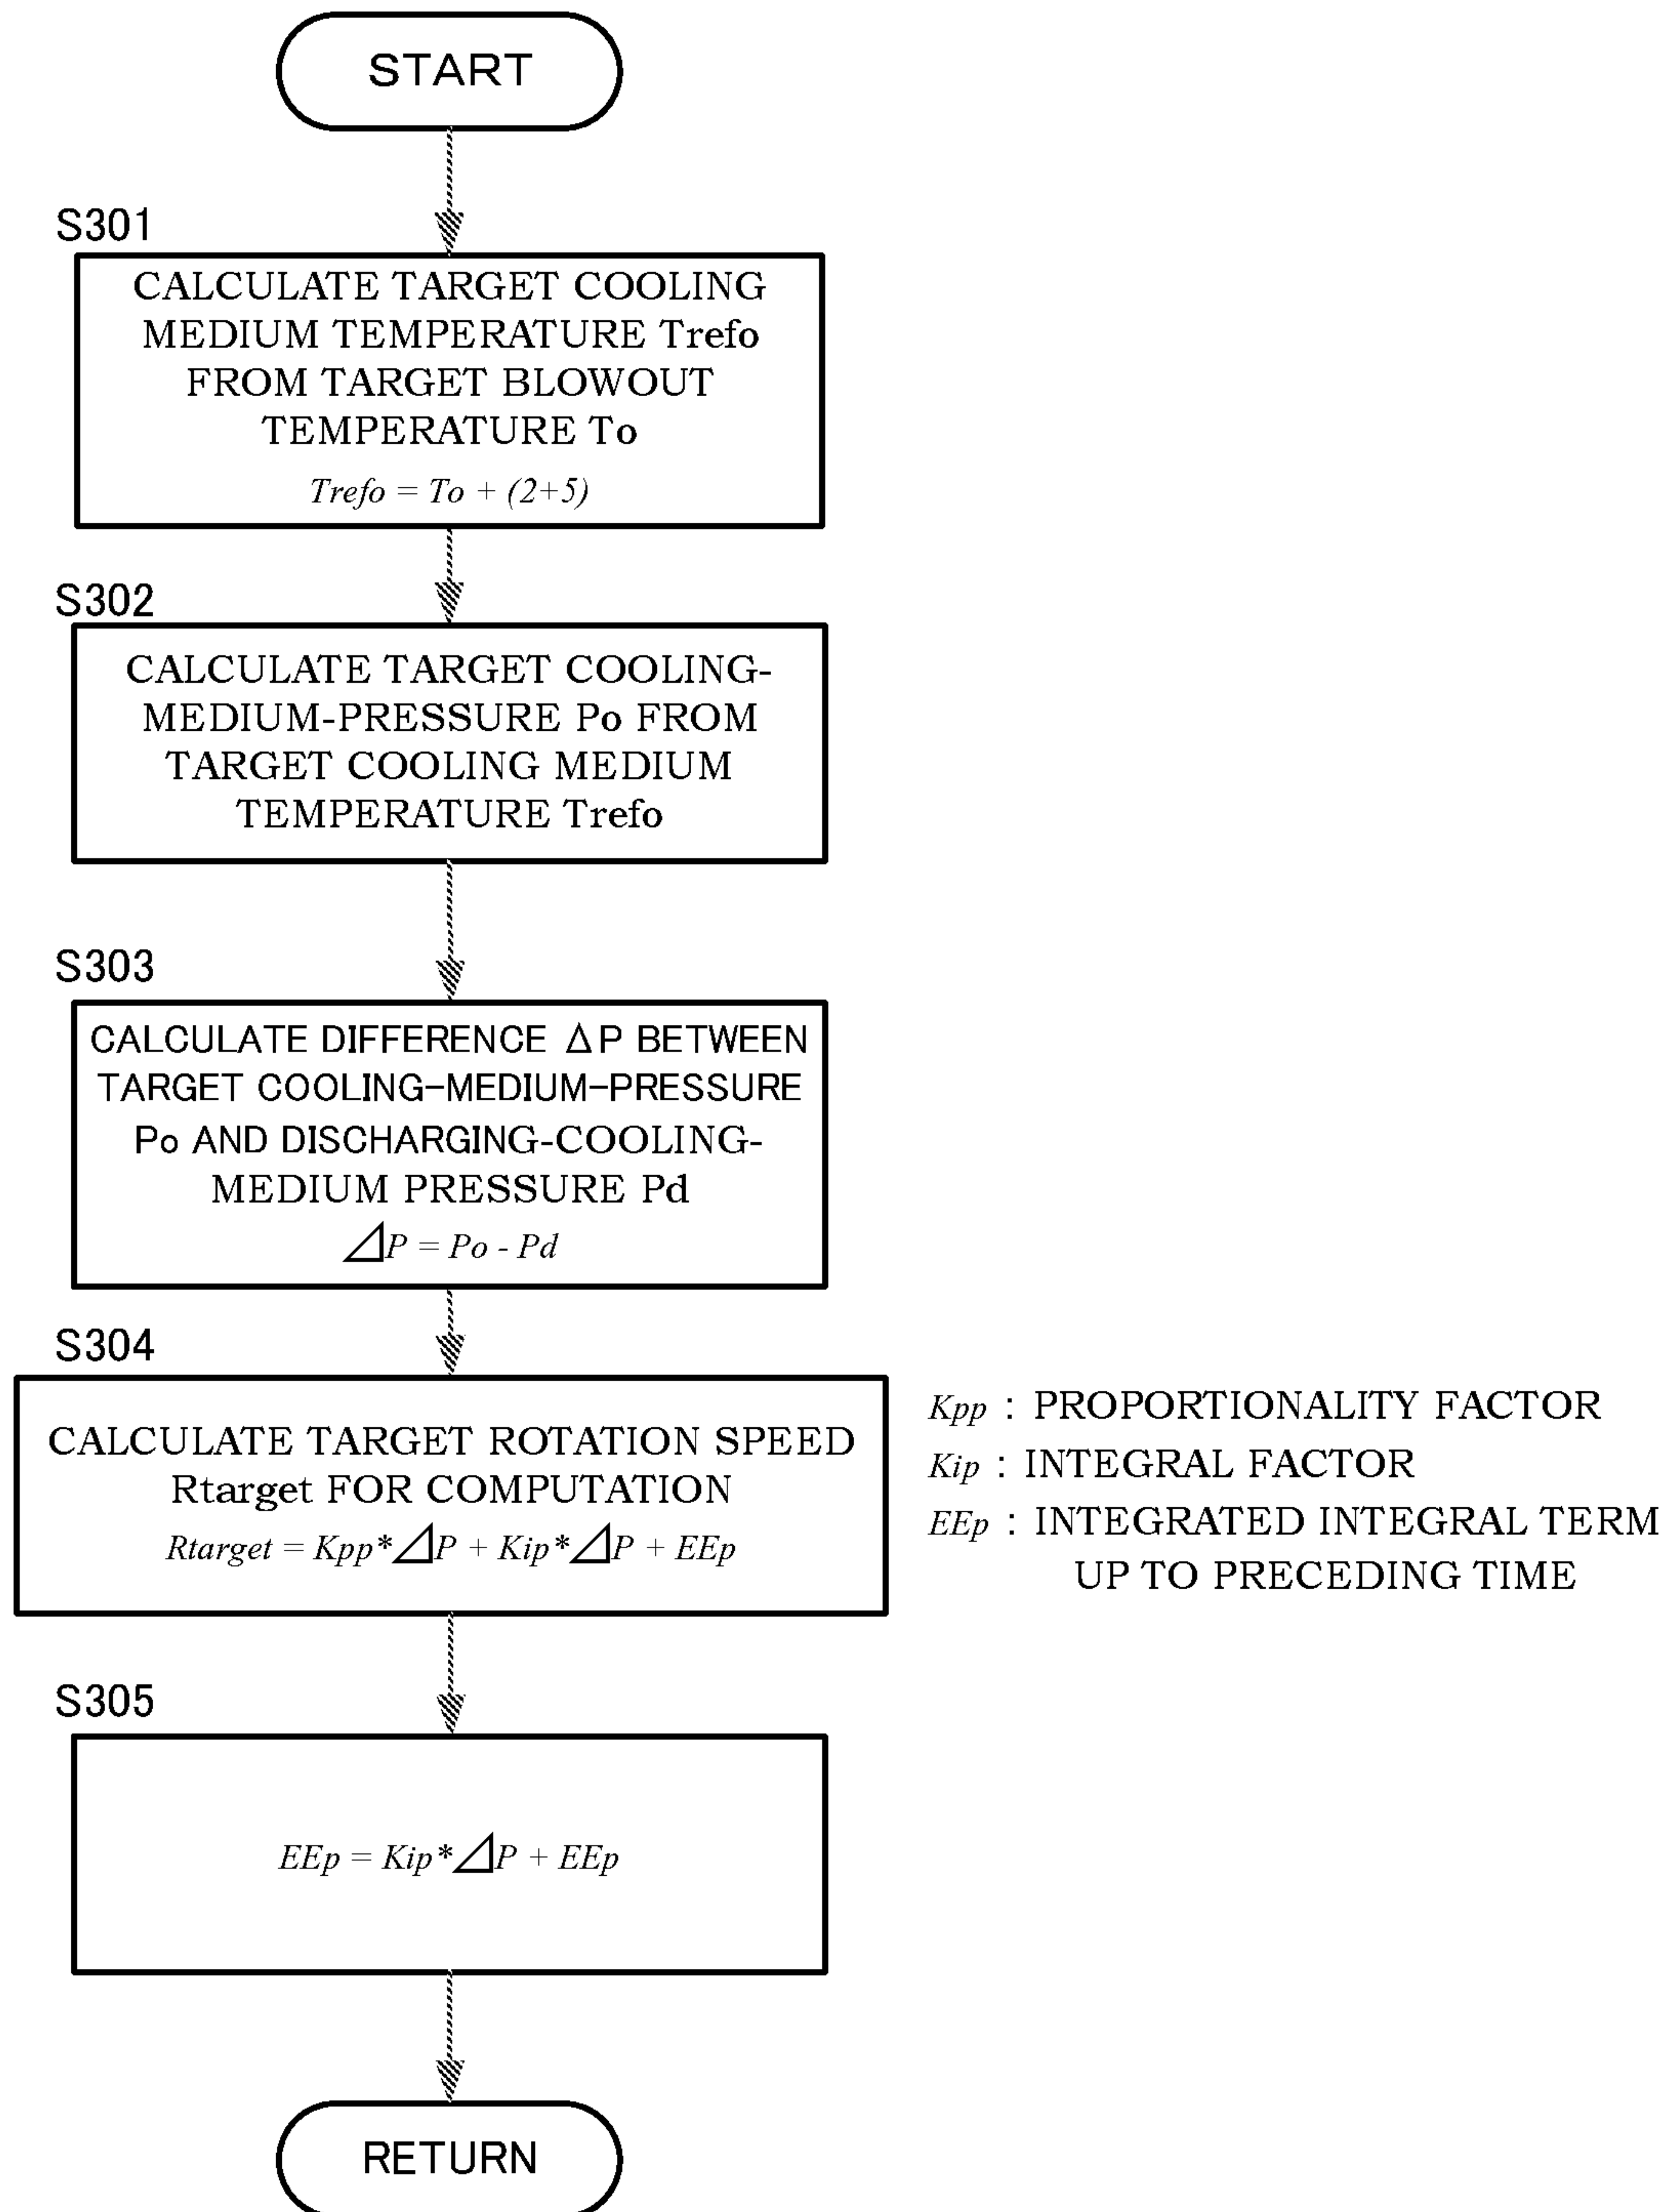 START
S301
CALCULATE TARGET COOLING
MEDIUM TEMPERATURE Trefo
FROM TARGET BLOWOUT
TEMPERATURE To
Trefo = To + (2+5)
S302
CALCULATE TARGET COOLING-
MEDIUM-PRESSURE Po FROM
TARGET COOLING MEDIUM
TEMPERATURE Trefo
S303
CALCULATE DIFFERENCE ΔP BETWEEN
TARGET COOLING-MEDIUM-PRESSURE
Po AND DISCHARGING-COOLING-
MEDIUM PRESSURE Pd
⊿P = Po - Pd
S304
CALCULATE TARGET ROTATION SPEED
Rtarget FOR COMPUTATION
Rtarget = Kpp*⊿P + Kip*⊿P + EEp
Kpp : PROPORTIONALITY FACTOR
Kip : INTEGRAL FACTOR
EEp : INTEGRATED INTEGRAL TERM
UP TO PRECEDING TIME
S305
EEp = Kip*⊿P + EEp
RETURN